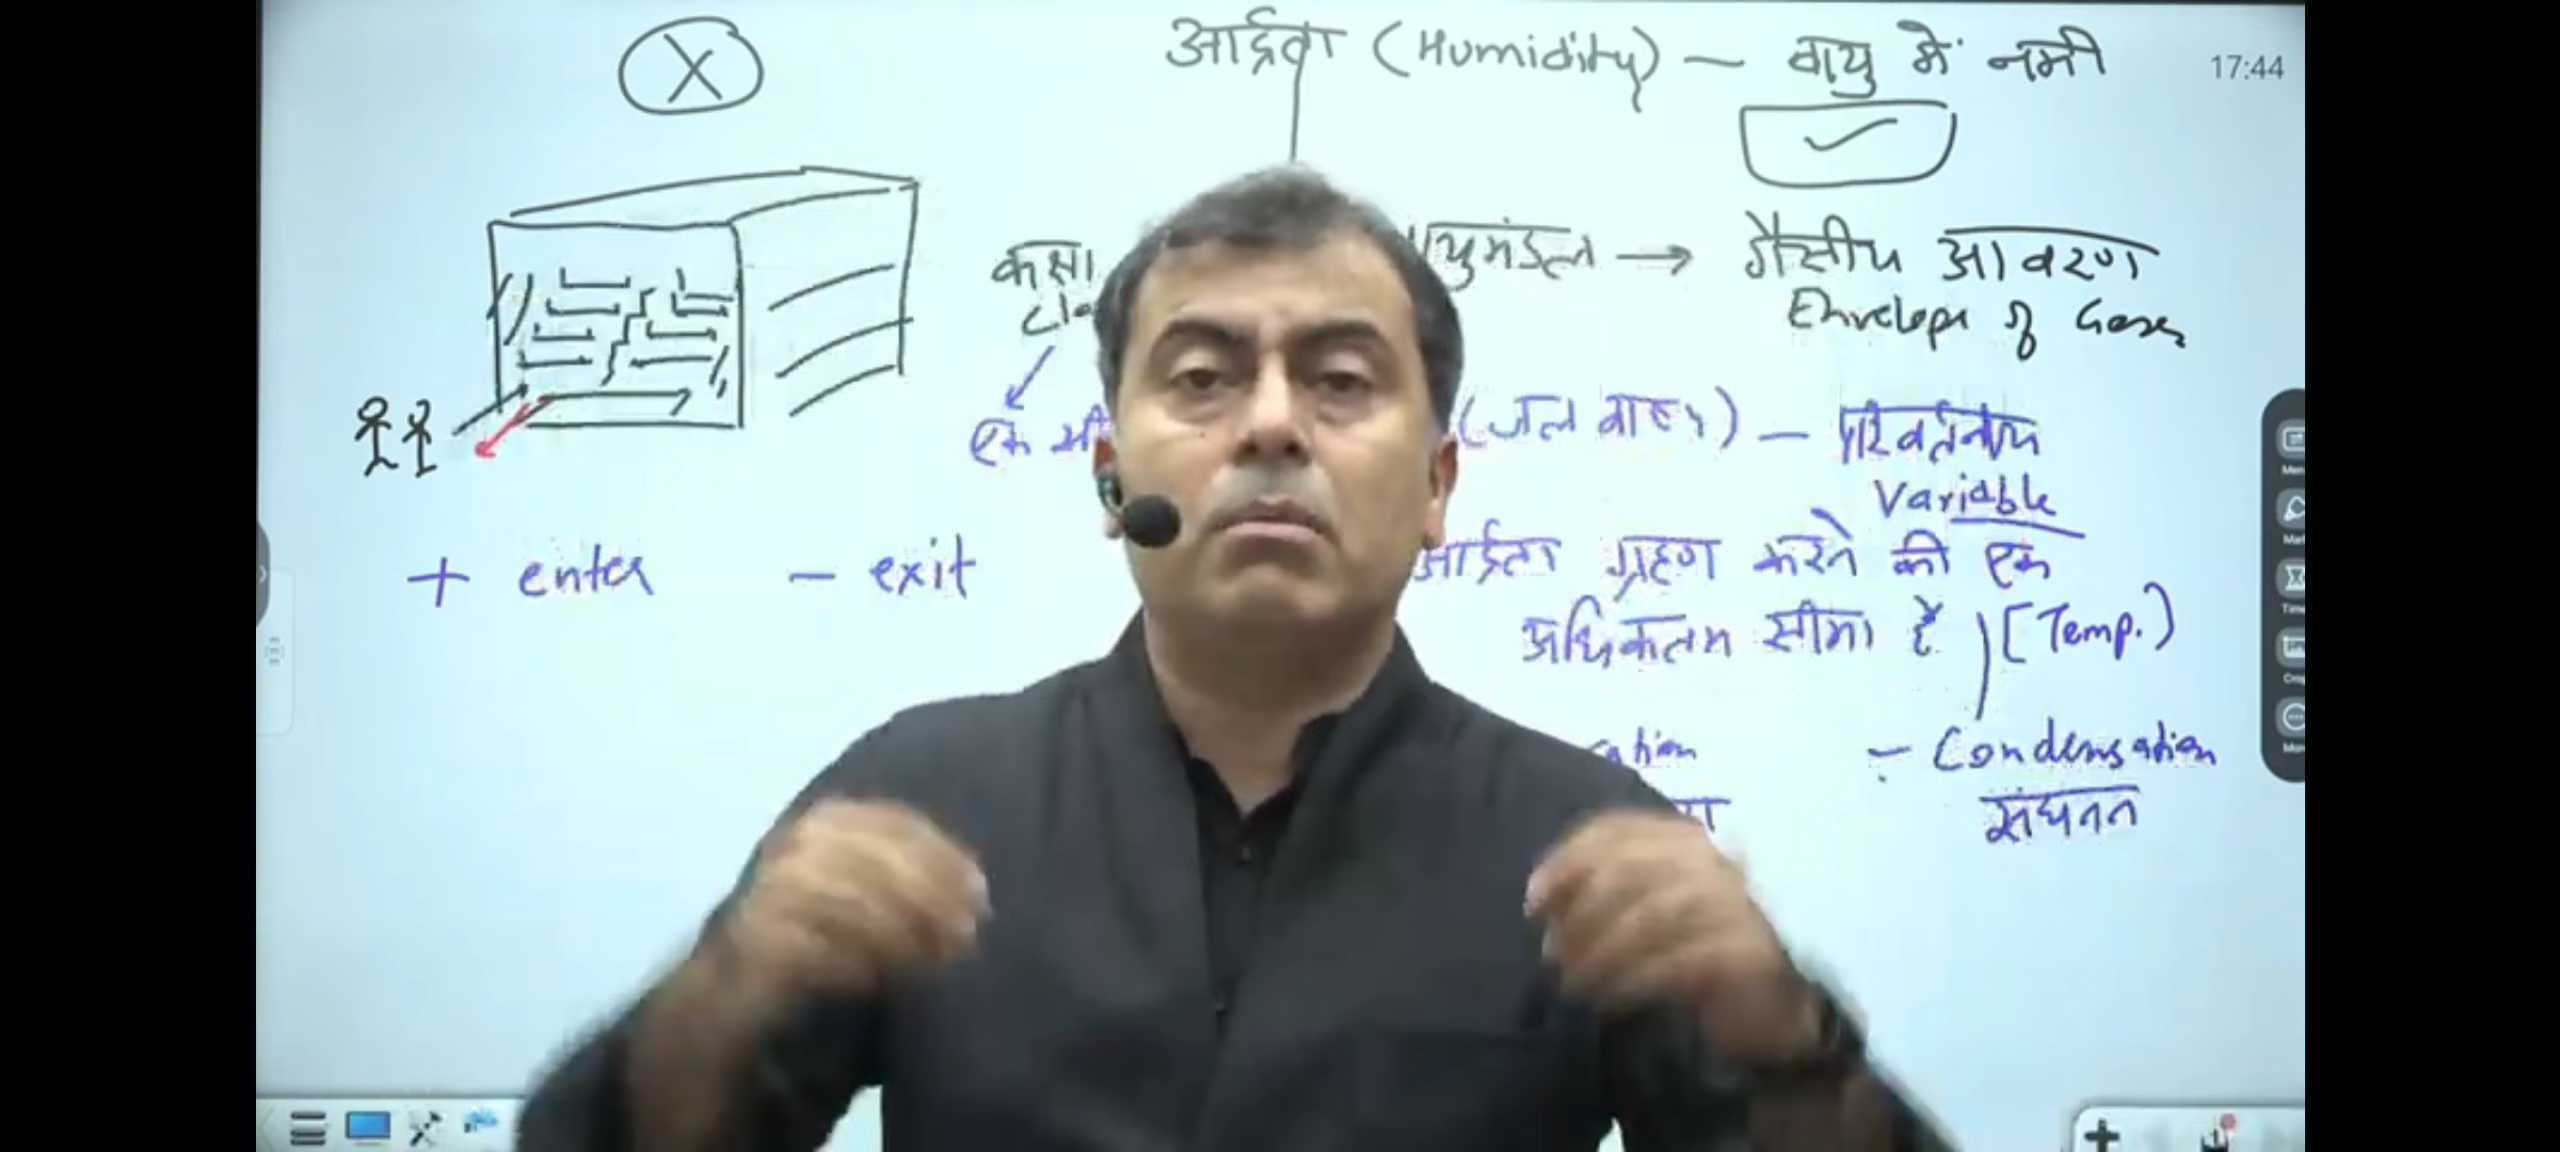 X
आर्द्रता (Humidity) — वायु में नमी
17:44
कक्षा
→ गैसीय आवरण
Envelope of Gases
(जल वाष्प) — परिवर्तनीय
Variable
+ enter - exit
आर्द्रता ग्रहण करने की एक
अधिकतम सीमा है (Temp.)
- Condensation
संघनन